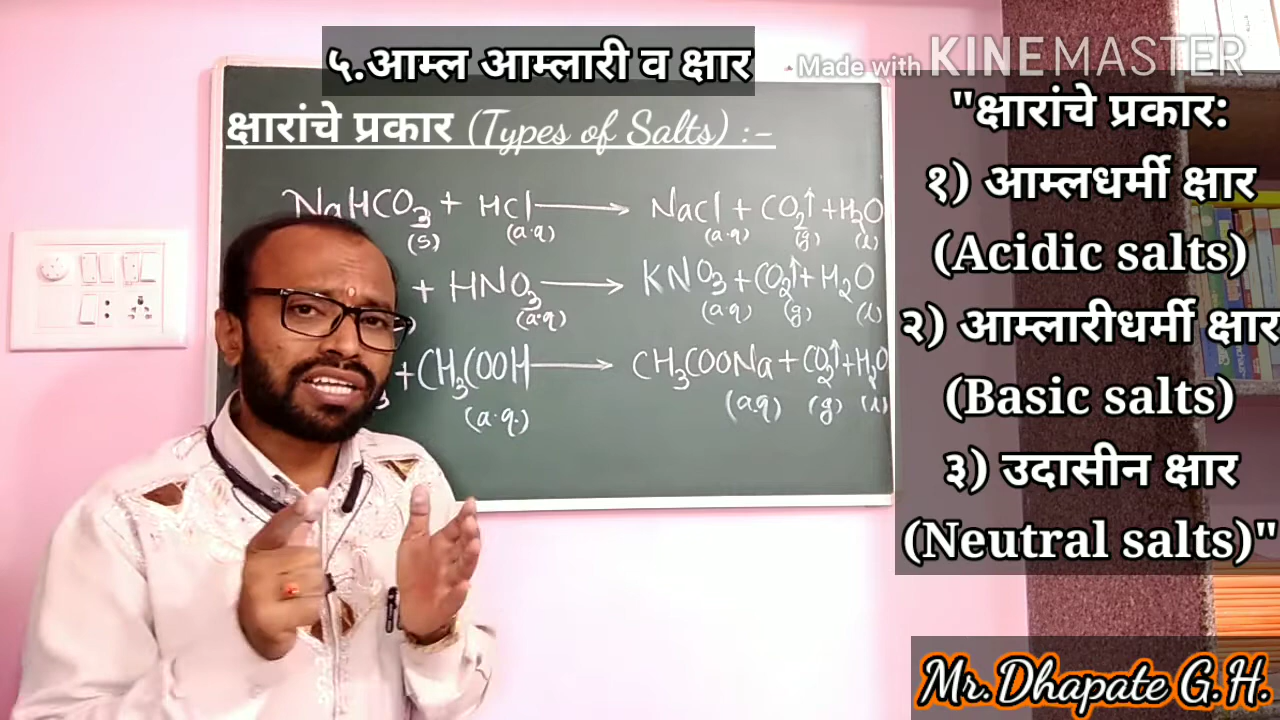 ५.आम्ल आम्लारी व क्षार
Made with KINEMASTER
क्षारांचे प्रकार (Types of Salts) :-
NaHCO3 + HCl ⟶ NaCl + CO2↑ + H2O
(s) (a.q) (a.q) (g) (l)
+ HNO3 ⟶ KNO3 + CO2↑ + H2O
(a.q) (a.q) (g) (l)
+ CH3COOH ⟶ CH3COONa + CO2↑ + H2O
(a.q.) (a.q) (g) (l)
"क्षारांचे प्रकार:
१) आम्लधर्मी क्षार
(Acidic salts)
२) आम्लारीधर्मी क्षार
(Basic salts)
३) उदासीन क्षार
(Neutral salts)"
Mr.Dhapate G.H.